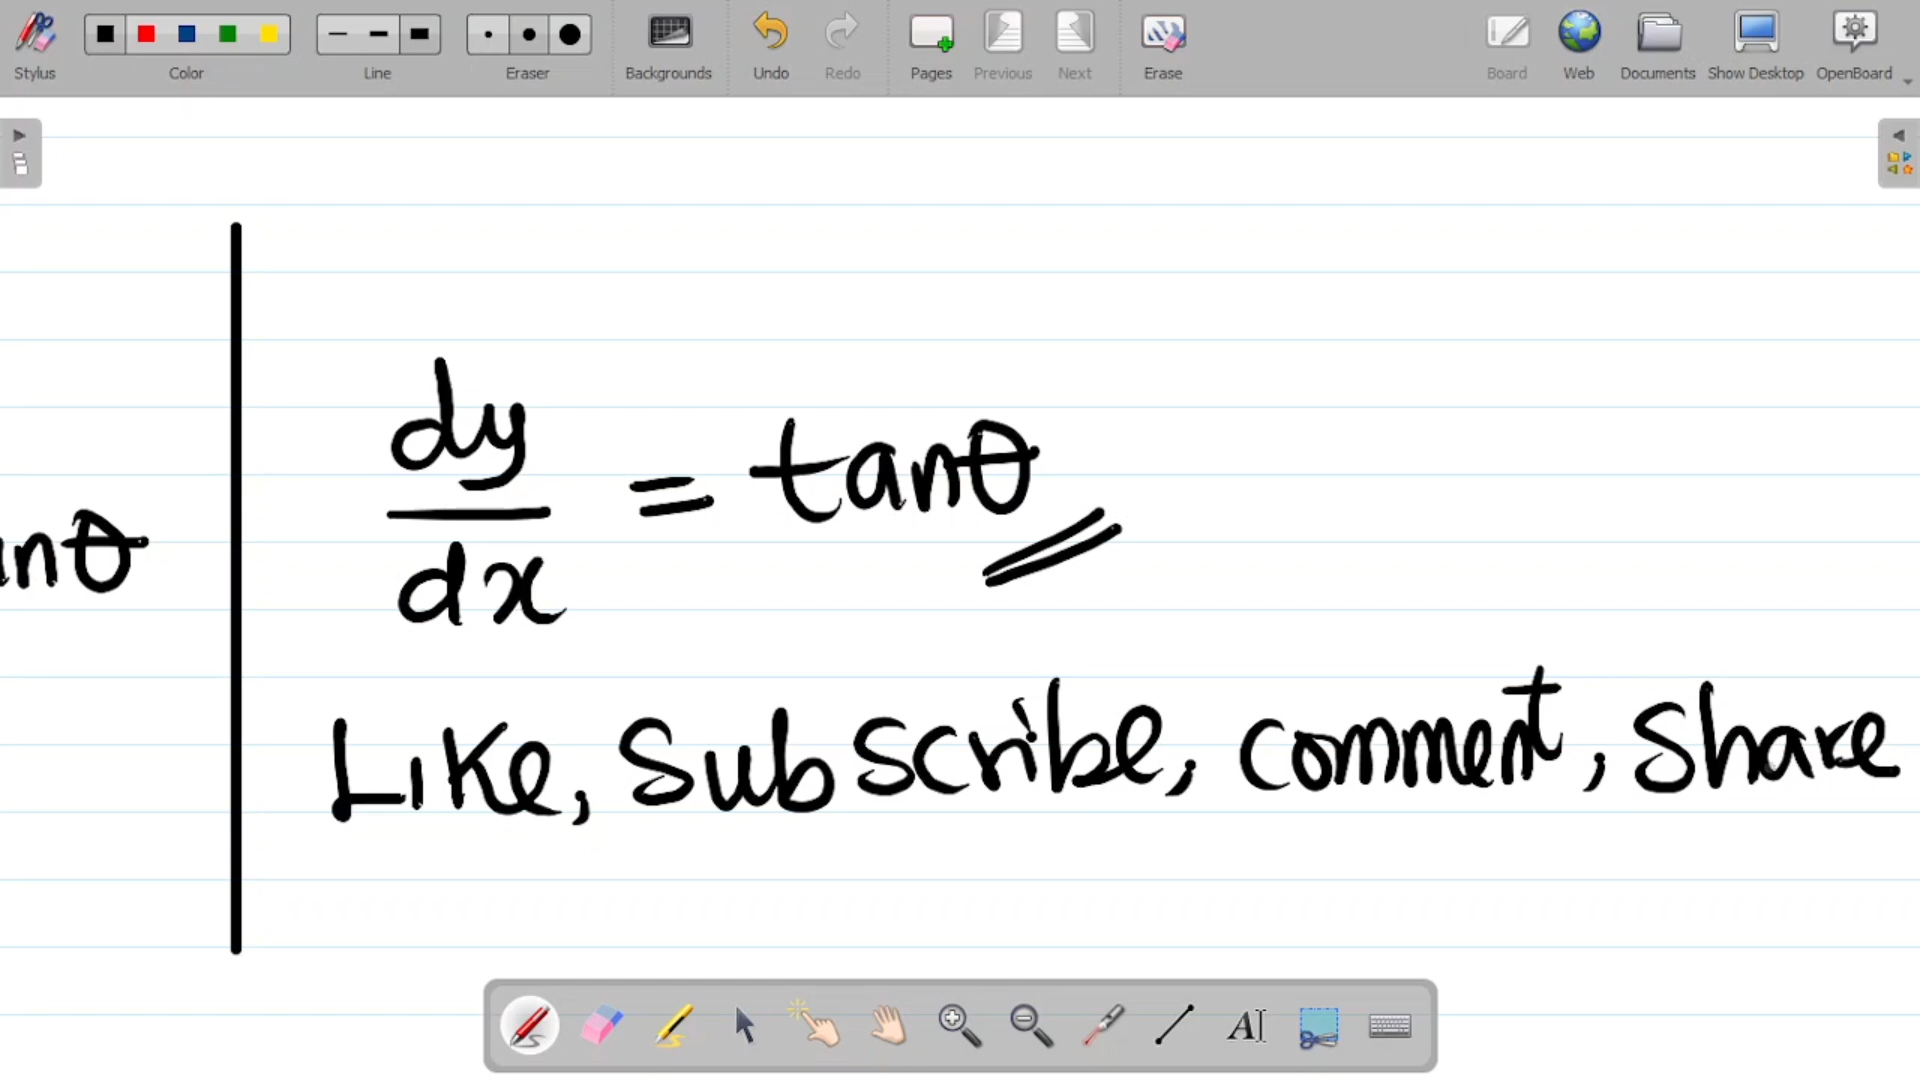 Stylus Color Line Eraser Backgrounds Undo Redo Pages Previous Next Erase Board Web Documents Show Desktop OpenBoard
dy/dx = tanθ
nθ
Like, Subscribe, comment, Share